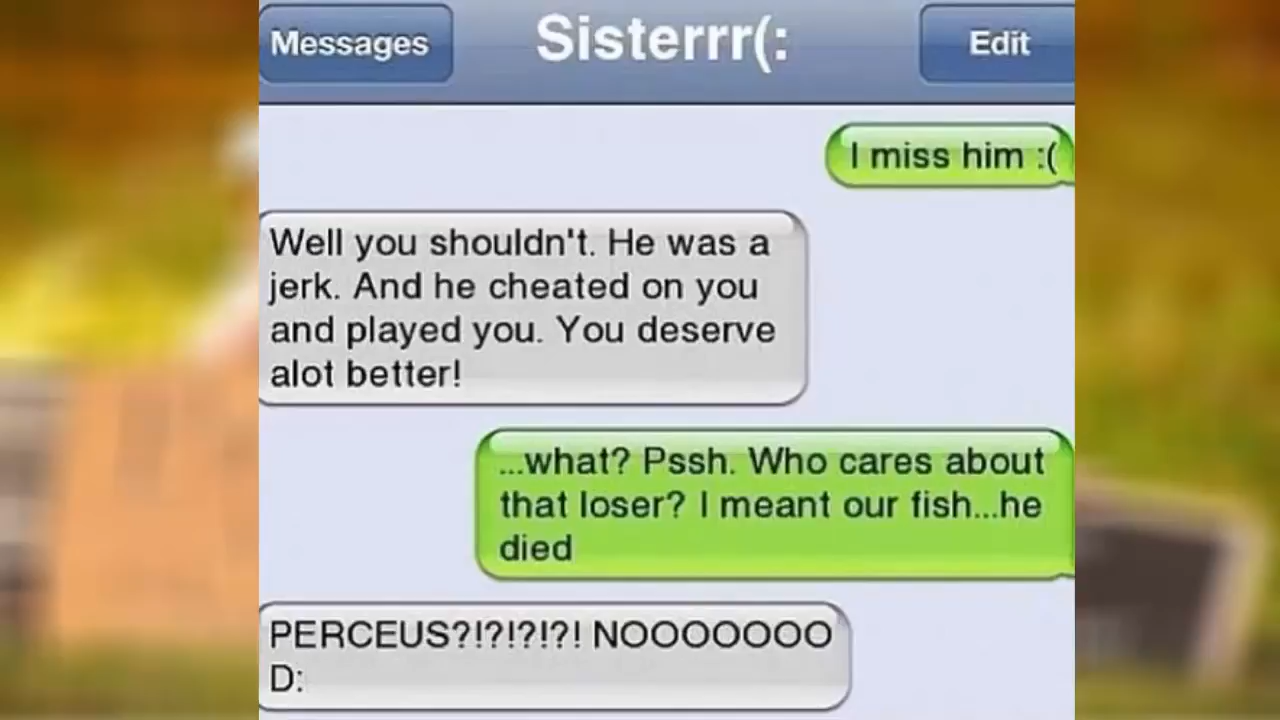 Messages
Sisterrr(:
Edit
I miss him :(
Well you shouldn't. He was a
jerk. And he cheated on you
and played you. You deserve
alot better!
...what? Pssh. Who cares about
that loser? I meant our fish...he
died
PERCEUS?!?!?!?! NOOOOOOO
D: